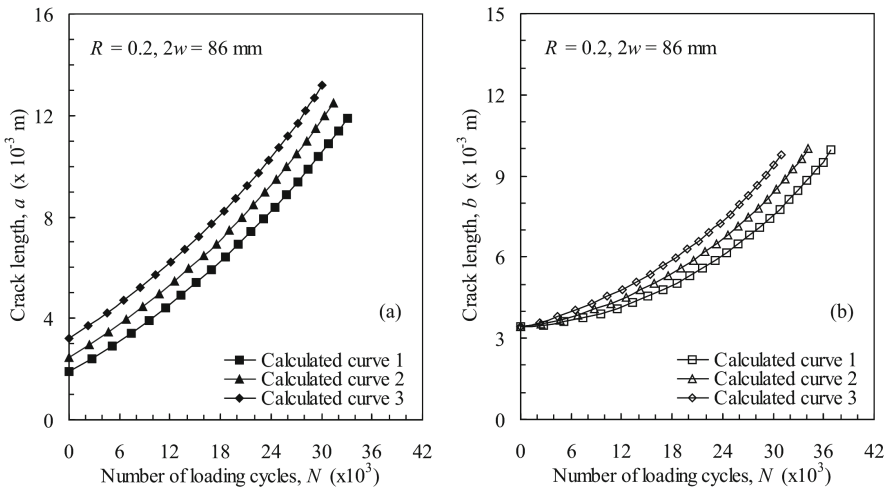 16
12
8
4
0
Crack length, a (x 10⁻³ m)
R = 0.2, 2w = 86 mm
(a)
Calculated curve 1
Calculated curve 2
Calculated curve 3
0 6 12 18 24 30 36 42
Number of loading cycles, N (x10³)
15
12
9
6
3
0
Crack length, b (x 10⁻³ m)
R = 0.2, 2w = 86 mm
(b)
Calculated curve 1
Calculated curve 2
Calculated curve 3
0 6 12 18 24 30 36 42
Number of loading cycles, N (x10³)